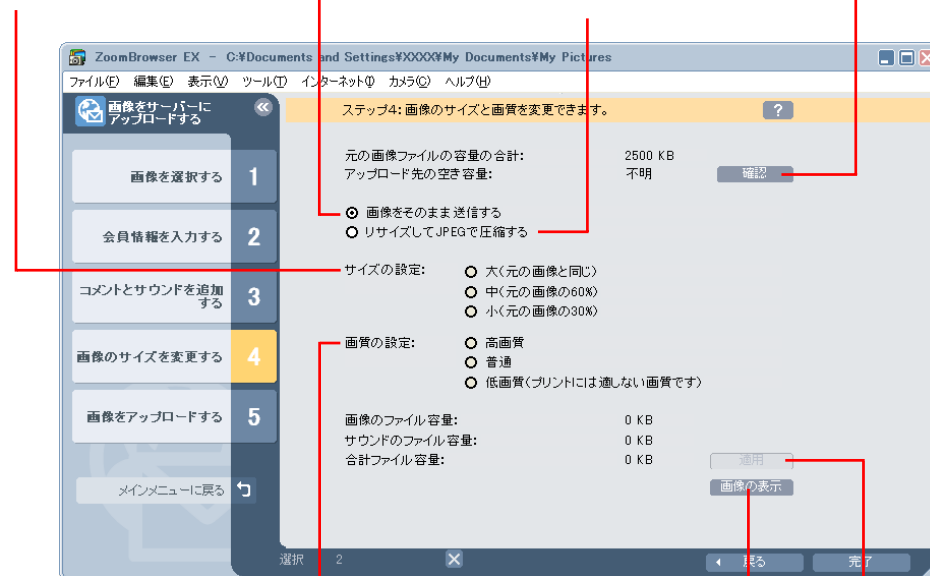 ZoomBrowser EX - C:¥Documents and Settings¥XXXX¥My Documents¥My Pictures
ファイル(F) 編集(E) 表示(V) ツール(T) インターネット(I) カメラ(C) ヘルプ(H)
画像をサーバーに
アップロードする
ステップ4: 画像のサイズと画質を変更できます。
?
元の画像ファイルの容量の合計: 2500 KB
アップロード先の空き容量: 不明 確認
画像をそのまま送信する
リサイズしてJPEGで圧縮する
サイズの設定: 大(元の画像と同じ)
中(元の画像の60%)
小(元の画像の30%)
画質の設定: 高画質
普通
低画質(プリントには適しない画質です)
画像のファイル容量: 0 KB
サウンドのファイル容量: 0 KB
合計ファイル容量: 0 KB 適用
画像の表示
画像を選択する 1
会員情報を入力する 2
コメントとサウンドを追加
する 3
画像のサイズを変更する 4
画像をアップロードする 5
メインメニューに戻る
選択 2
戻る 完了